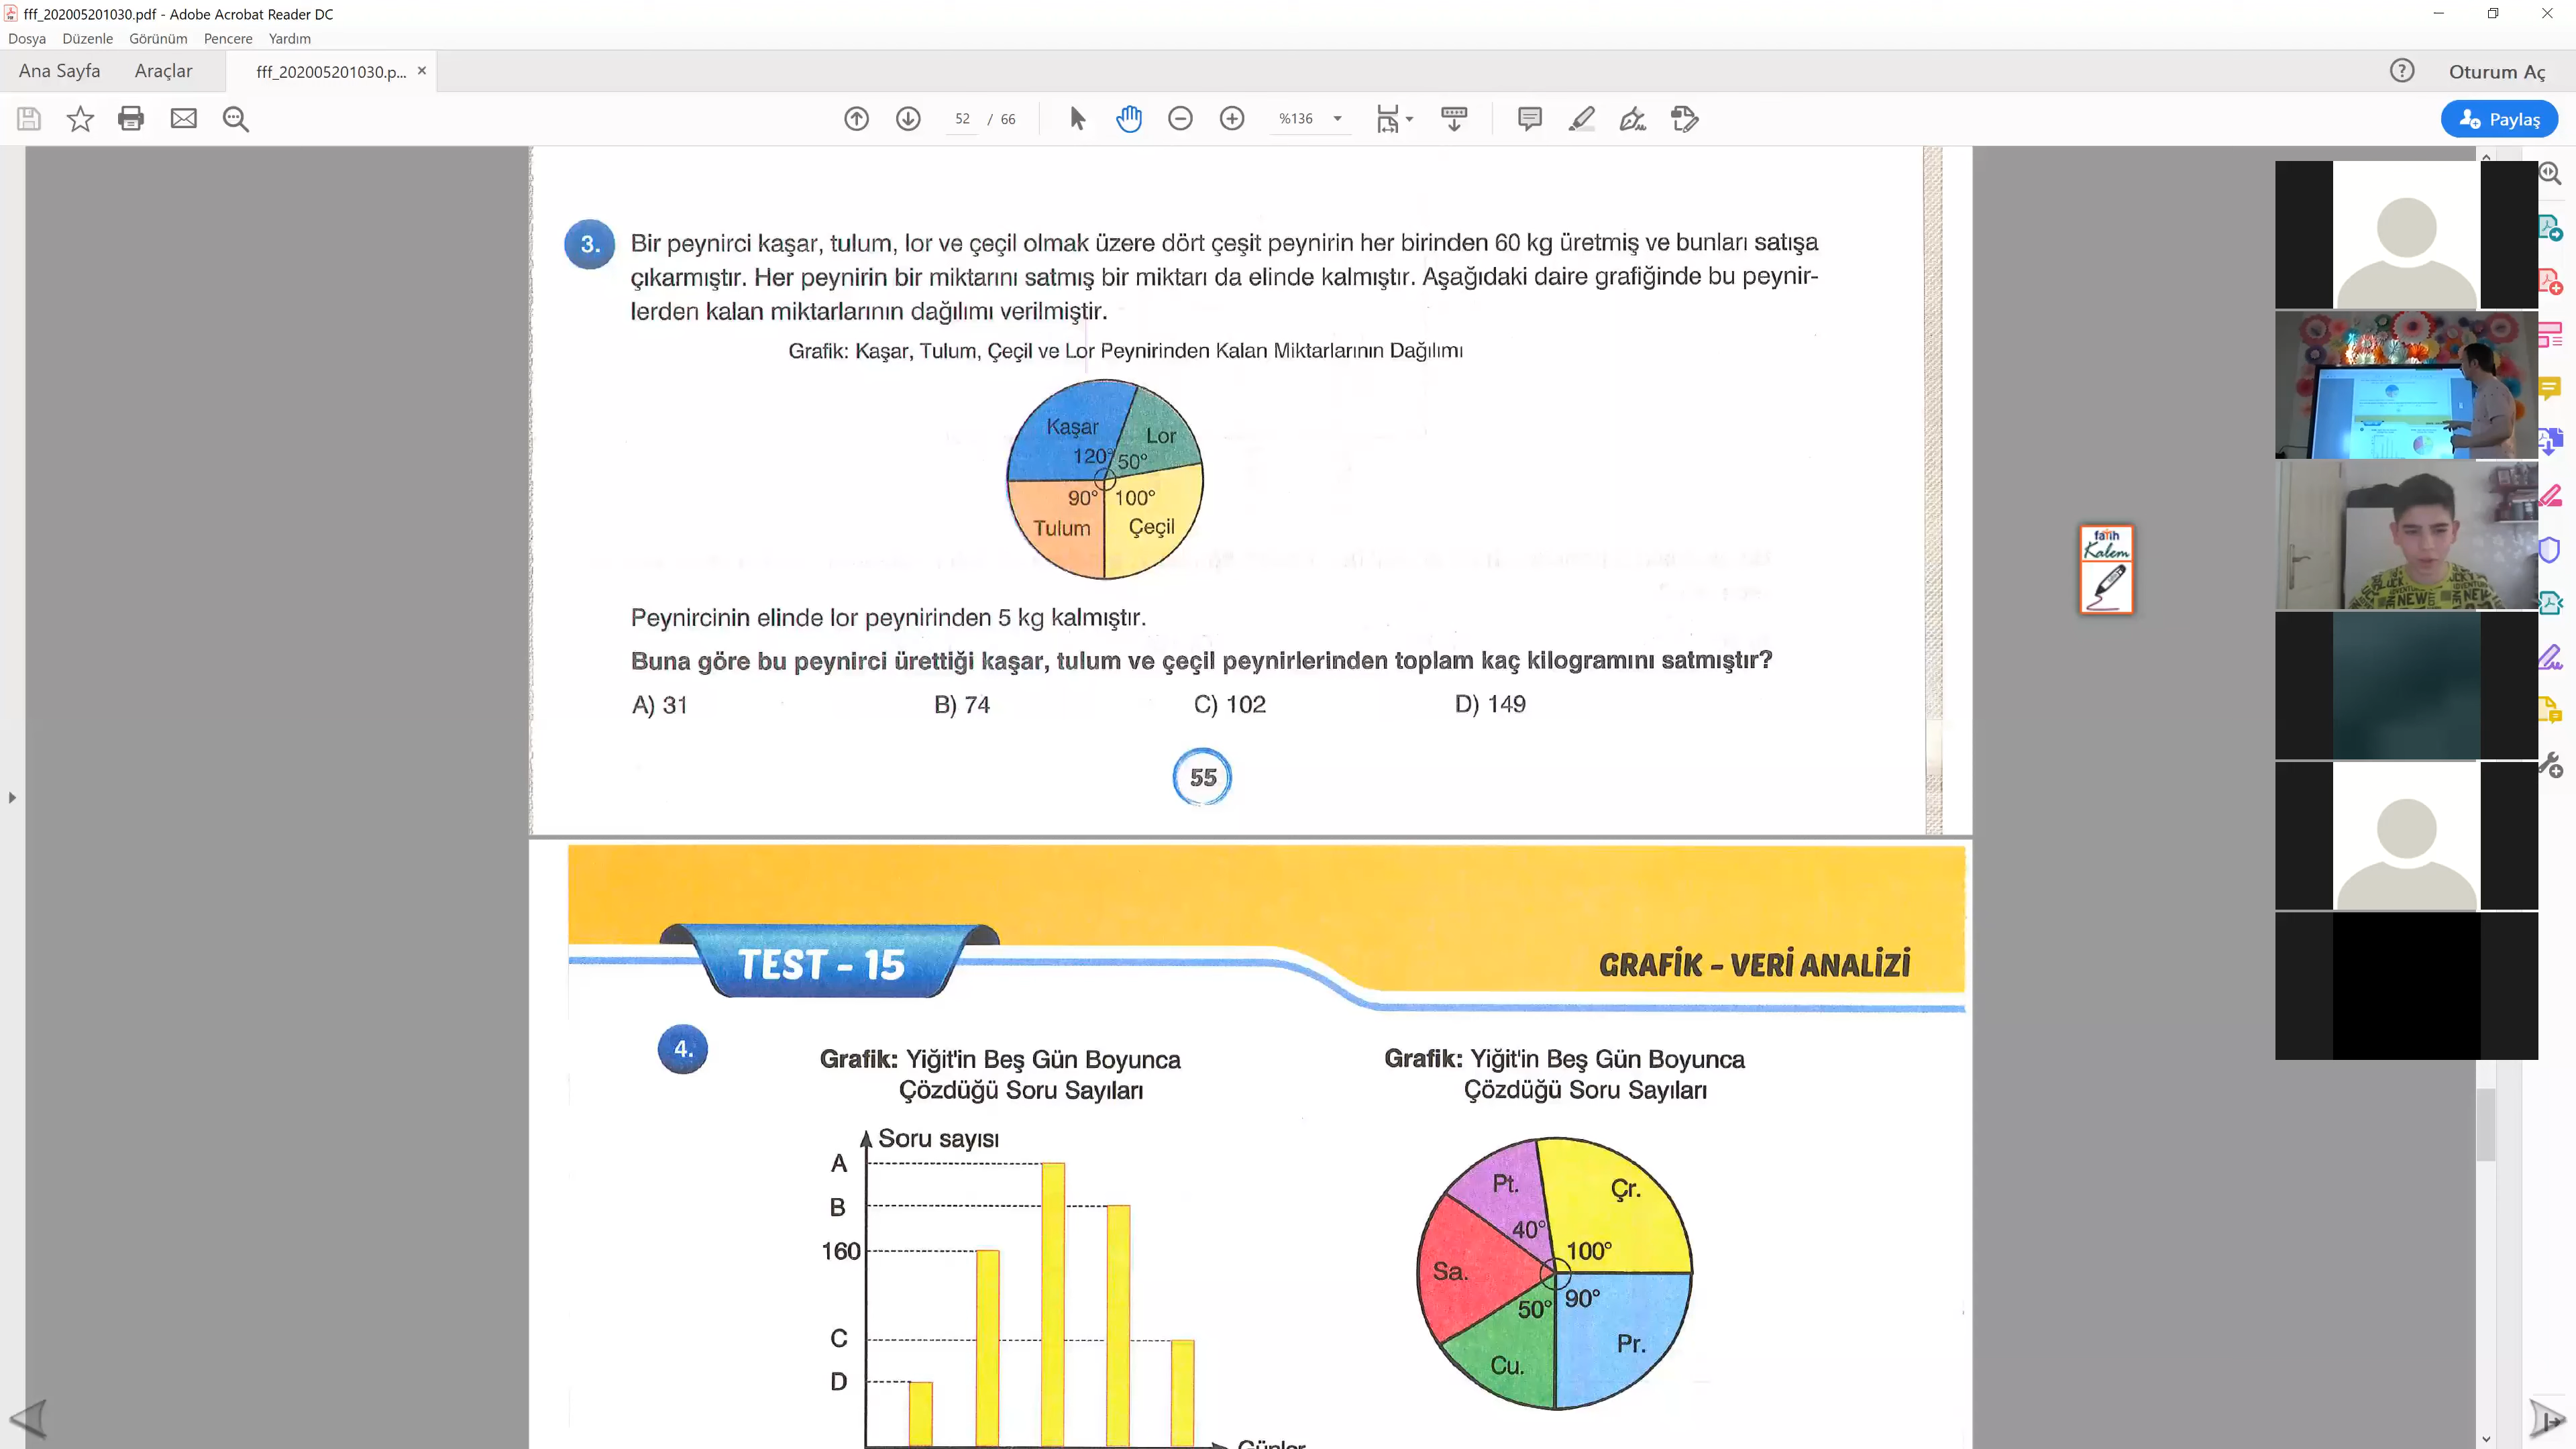 fff_202005201030.pdf - Adobe Acrobat Reader DC
Dosya Düzenle Görünüm Pencere Yardım
Ana Sayfa Araçlar fff_202005201030.p... × Oturum Aç
52 / 66 %136 Paylaş
3. Bir peynirci kaşar, tulum, lor ve çeçil olmak üzere dört çeşit peynirin her birinden 60 kg üretmiş ve bunları satışa
çıkarmıştır. Her peynirin bir miktarını satmış bir miktarı da elinde kalmıştır. Aşağıdaki daire grafiğinde bu peynir-
lerden kalan miktarlarının dağılımı verilmiştir.
Grafik: Kaşar, Tulum, Çeçil ve Lor Peynirinden Kalan Miktarlarının Dağılımı
Kaşar
Lor
120° 50°
90° 100°
Tulum Çeçil
fatih
Kalem
Peynircinin elinde lor peynirinden 5 kg kalmıştır.
Buna göre bu peynirci ürettiği kaşar, tulum ve çeçil peynirlerinden toplam kaç kilogramını satmıştır?
A) 31 B) 74 C) 102 D) 149
55
TEST - 15
GRAFİK - VERİ ANALİZİ
4.
Grafik: Yiğit'in Beş Gün Boyunca
Çözdüğü Soru Sayıları
Soru sayısı
A
B
160
C
D
Günler
Grafik: Yiğit'in Beş Gün Boyunca
Çözdüğü Soru Sayıları
Pt.
Çr.
40°
100°
Sa.
50° 90°
Pr.
Cu.